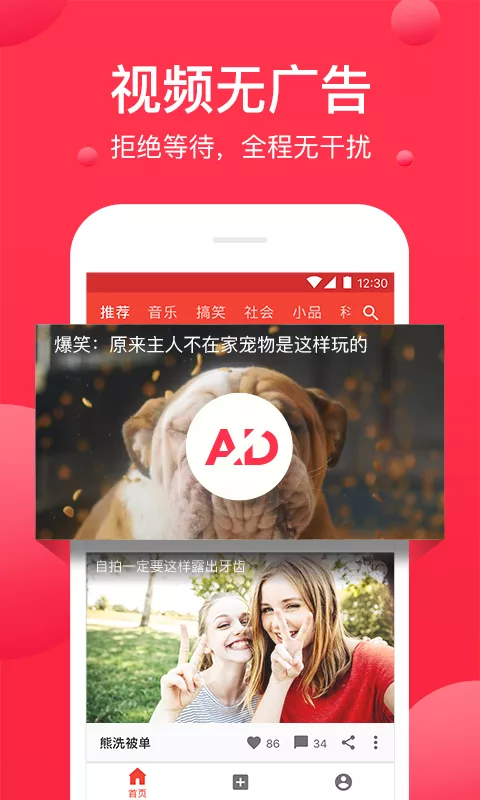 视频无广告
拒绝等待，全程无干扰
12:30
推荐 音乐 搞笑 社会 小品
爆笑：原来主人不在家宠物是这样玩的
AD
自拍一定要这样露出牙齿
熊洗被单 86 34
首页